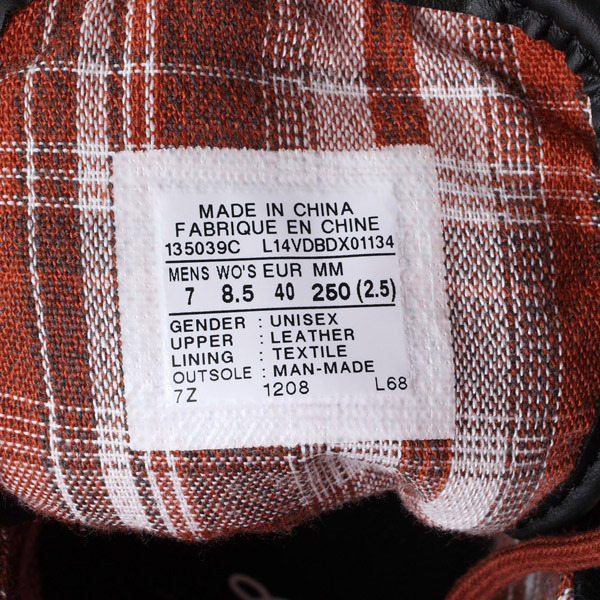 MADE IN CHINA
FABRIQUE EN CHINE
135039C L14VDBDX01134
MENS WO'S EUR MM
7 8.5 40 250 (2.5)
GENDER : UNISEX
UPPER : LEATHER
LINING : TEXTILE
OUTSOLE : MAN-MADE
7Z 1208 L68